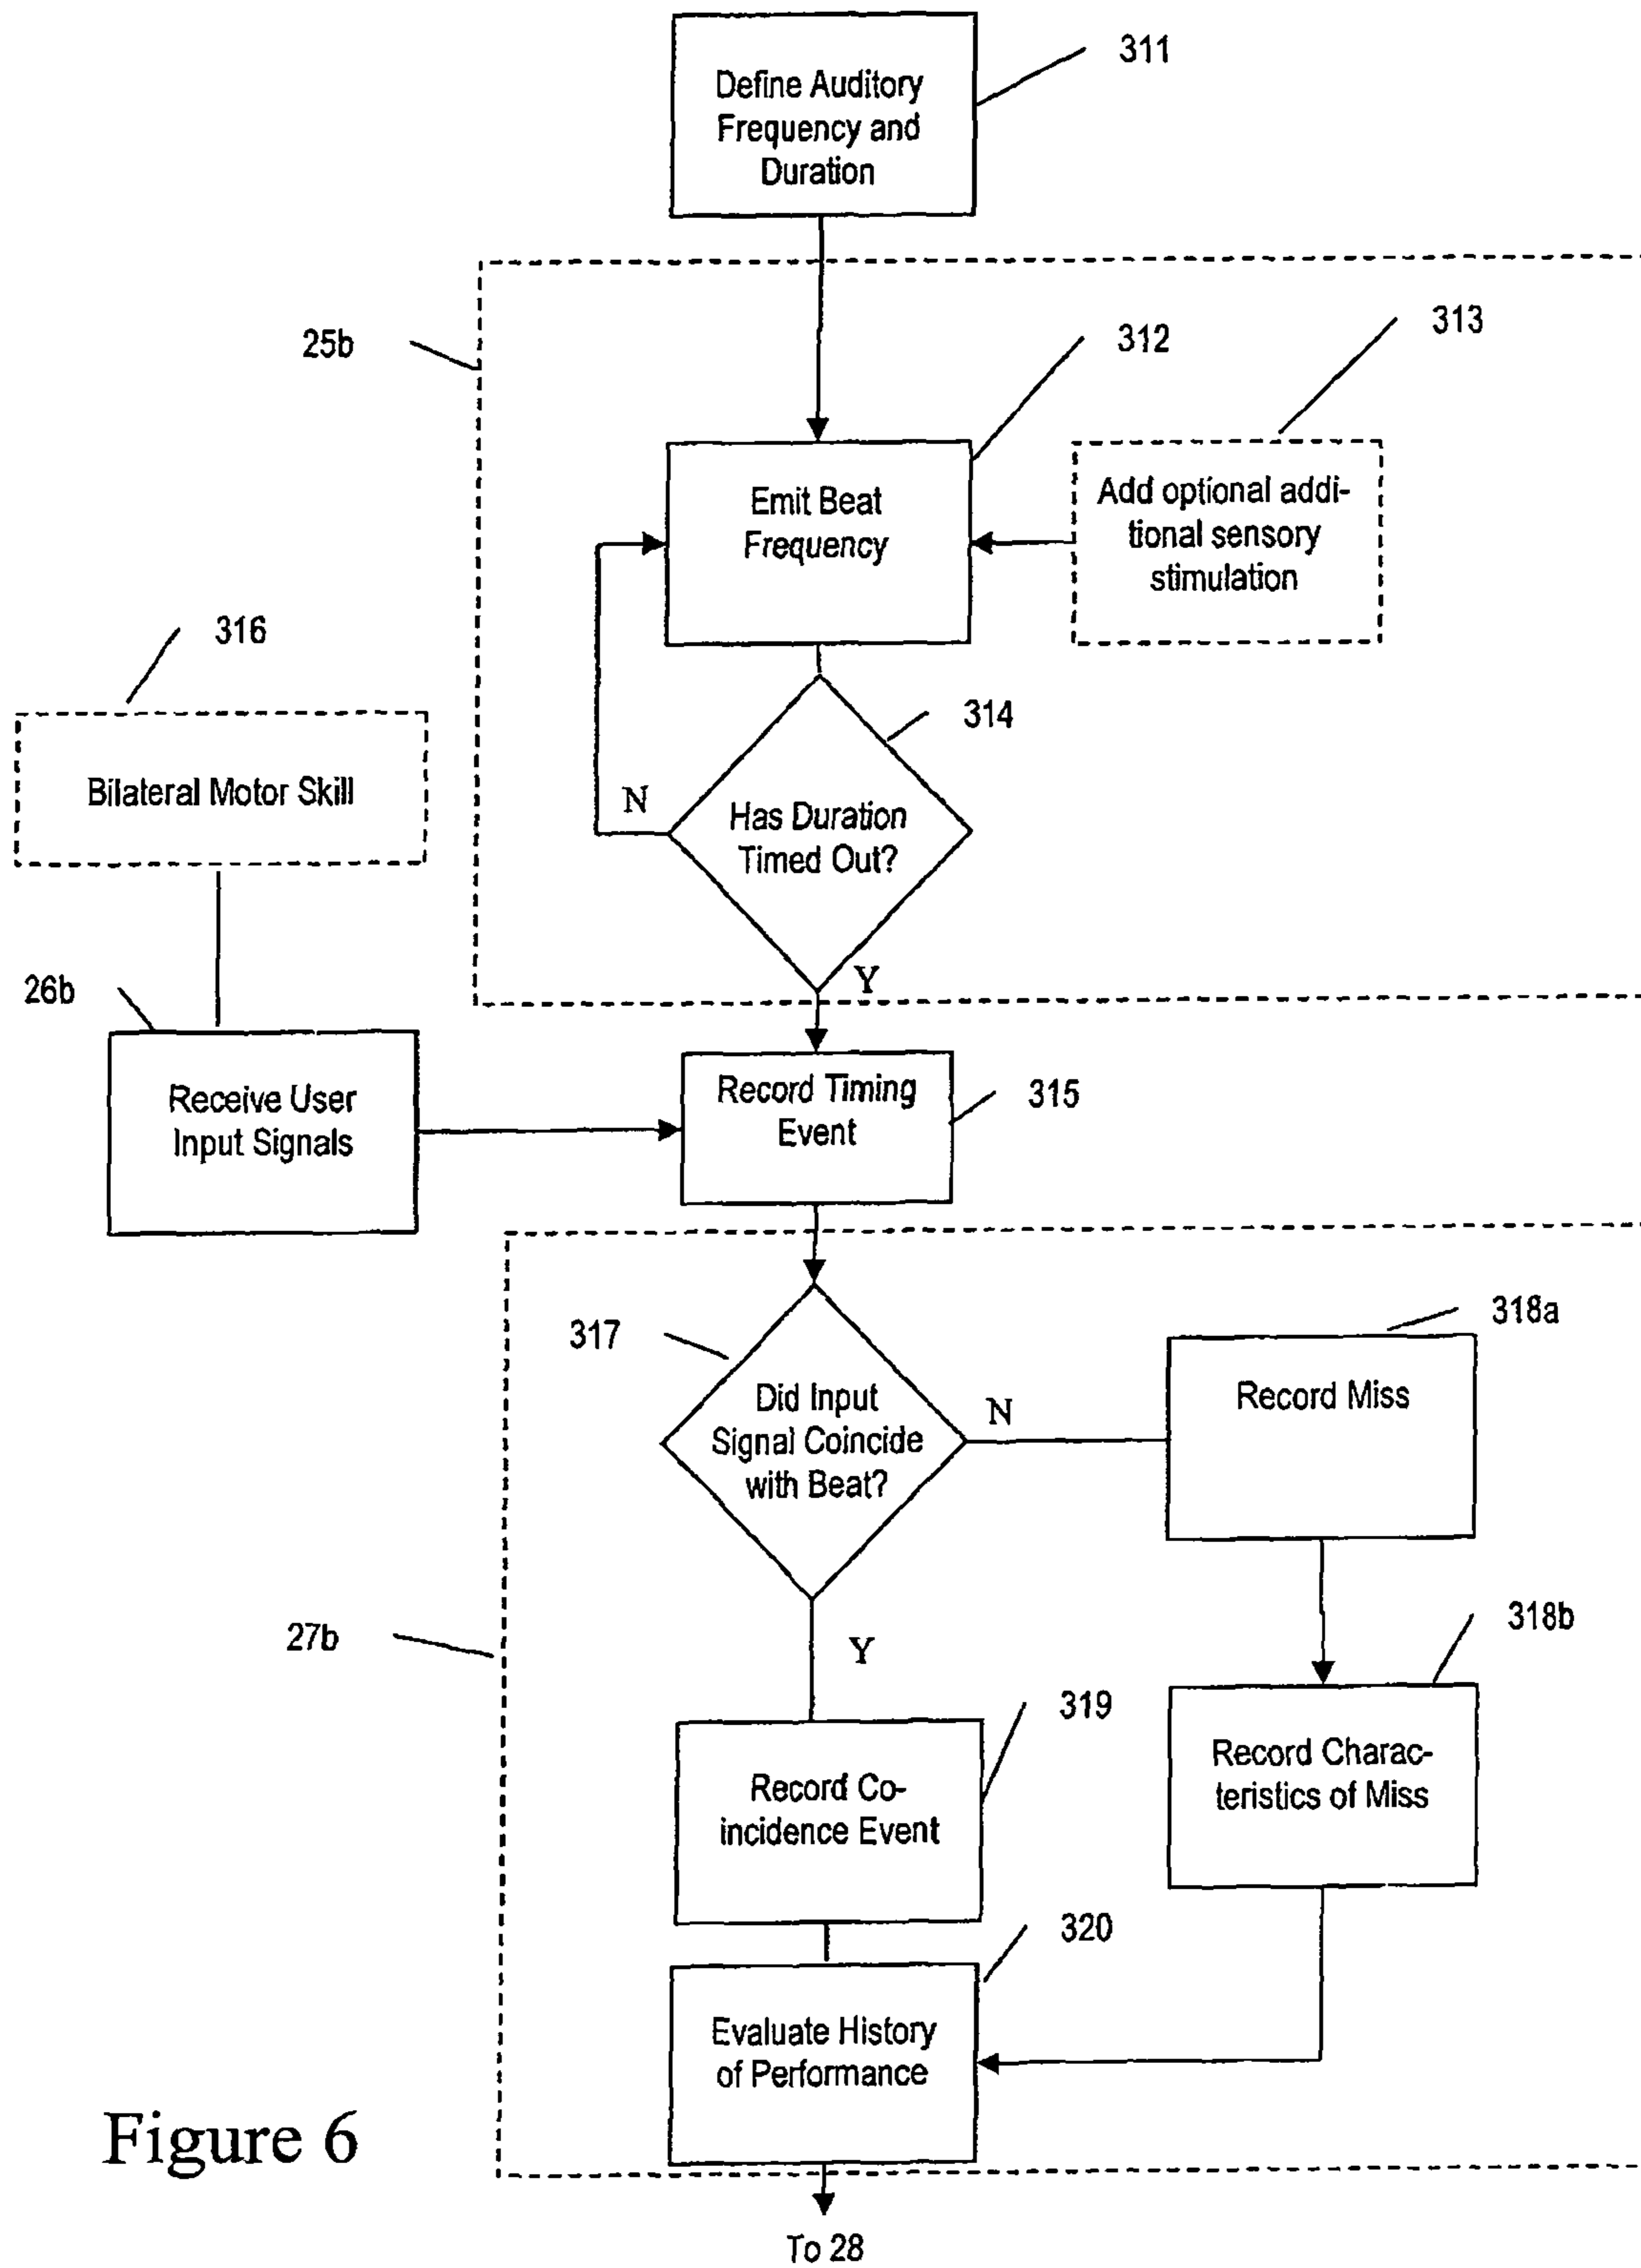 311
Define Auditory
Frequency and
Duration
25b
312
313
Emit Beat
Frequency
Add optional addi-
tional sensory
stimulation
316
314
Bilateral Motor Skill
N
Has Duration
Timed Out?
Y
26b
Receive User
Input Signals
Record Timing
Event
315
317
318a
Did Input
Signal Coincide
with Beat?
N
Record Miss
27b
Y
318b
319
Record Co-
incidence Event
Record Charac-
teristics of Miss
320
Evaluate History
of Performance
Figure 6
To 28